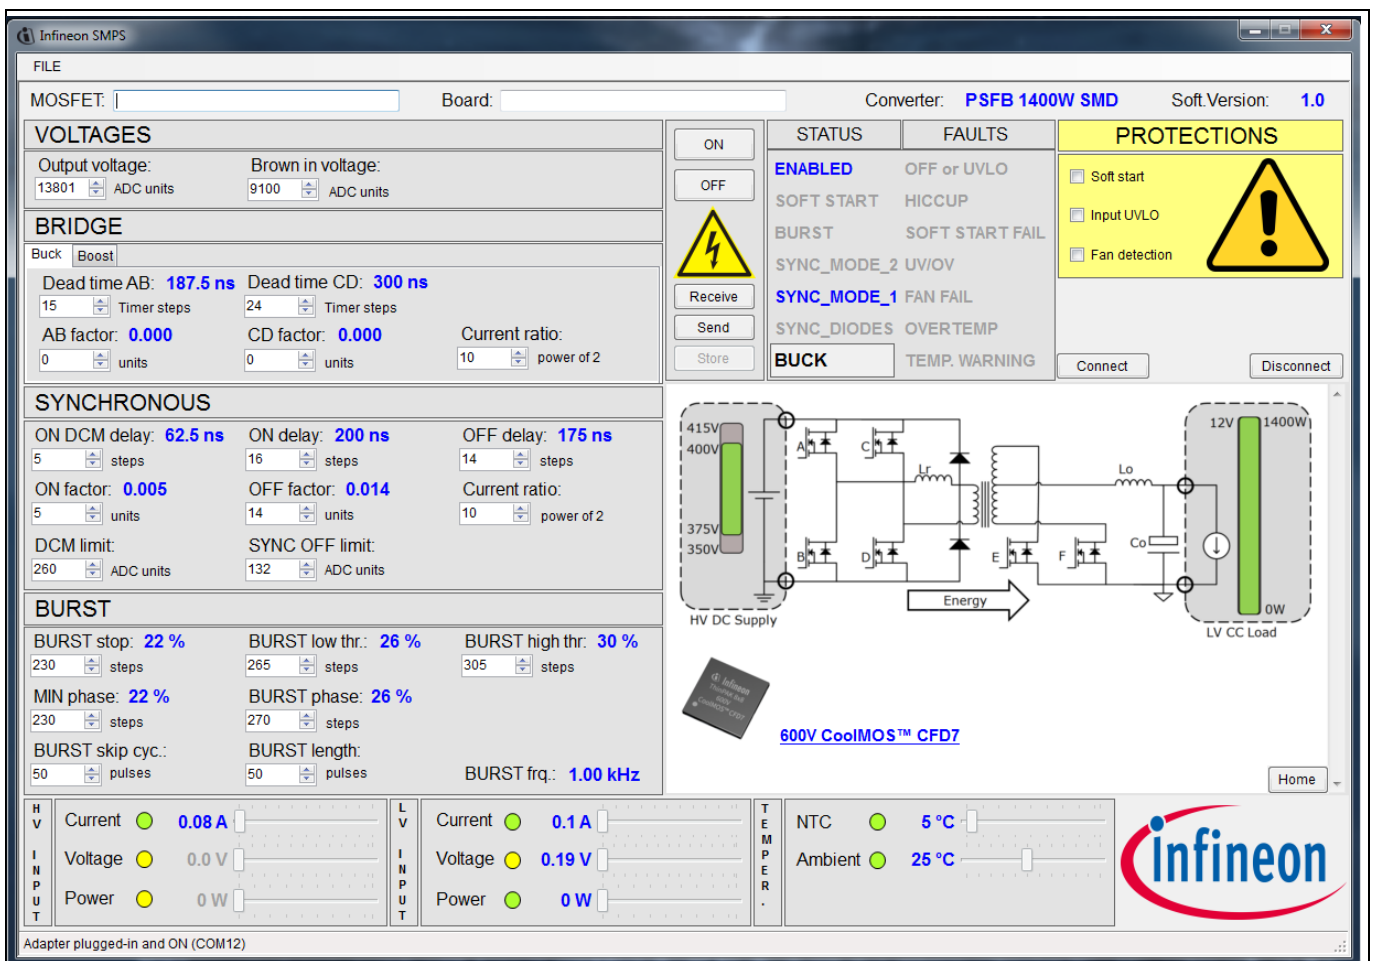 Infineon SMPS
FILE
MOSFET: Board: Converter: PSFB 1400W SMD Soft.Version: 1.0
VOLTAGES
Output voltage: Brown in voltage:
13801 ADC units 9100 ADC units
BRIDGE
Buck Boost
Dead time AB: 187.5 ns Dead time CD: 300 ns
15 Timer steps 24 Timer steps
AB factor: 0.000 CD factor: 0.000 Current ratio:
0 units 0 units 10 power of 2
SYNCHRONOUS
ON DCM delay: 62.5 ns ON delay: 200 ns OFF delay: 175 ns
5 steps 16 steps 14 steps
ON factor: 0.005 OFF factor: 0.014 Current ratio:
5 units 14 units 10 power of 2
DCM limit: SYNC OFF limit:
260 ADC units 132 ADC units
BURST
BURST stop: 22 % BURST low thr.: 26 % BURST high thr: 30 %
230 steps 265 steps 305 steps
MIN phase: 22 % BURST phase: 26 %
230 steps 270 steps
BURST skip cyc.: BURST length:
50 pulses 50 pulses BURST frq.: 1.00 kHz
ON
OFF
Receive
Send
Store
STATUS FAULTS
ENABLED OFF or UVLO
SOFT START HICCUP
BURST SOFT START FAIL
SYNC_MODE_2 UV/OV
SYNC_MODE_1 FAN FAIL
SYNC_DIODES OVERTEMP
BUCK TEMP. WARNING
PROTECTIONS
Soft start
Input UVLO
Fan detection
Connect Disconnect
415V
400V
375V
350V
HV DC Supply
A
C
B
D
Lr
E
F
Lo
Co
Energy
12V 1400W
0W
LV CC Load
Infineon
ThinPAK 8x8
600V
CoolMOS™ CFD7
600V CoolMOS™ CFD7
Home
HV INPUT
Current 0.08 A
Voltage 0.0 V
Power 0 W
LV INPUT
Current 0.1 A
Voltage 0.19 V
Power 0 W
TEMPER.
NTC 5 °C
Ambient 25 °C
infineon
Adapter plugged-in and ON (COM12)